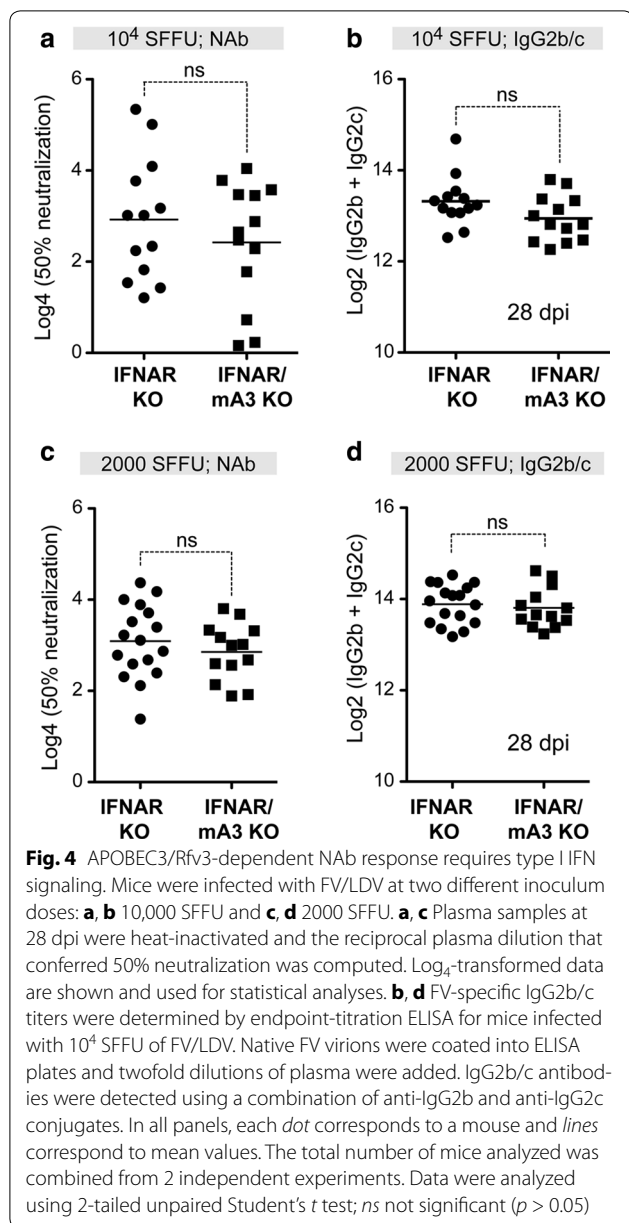 a
10⁴ SFFU; NAb
ns
Log4 (50% neutralization)
6
4
2
0
IFNAR KO
IFNAR/ mA3 KO
b
10⁴ SFFU; IgG2b/c
ns
Log2 (IgG2b + IgG2c)
16
14
12
10
28 dpi
IFNAR KO
IFNAR/ mA3 KO
c
2000 SFFU; NAb
ns
Log4 (50% neutralization)
6
4
2
0
IFNAR KO
IFNAR/ mA3 KO
d
2000 SFFU; IgG2b/c
ns
Log2 (IgG2b + IgG2c)
16
14
12
10
28 dpi
IFNAR KO
IFNAR/ mA3 KO
Fig. 4 APOBEC3/Rfv3-dependent NAb response requires type I IFN
signaling. Mice were infected with FV/LDV at two different inoculum
doses: a, b 10,000 SFFU and c, d 2000 SFFU. a, c Plasma samples at
28 dpi were heat-inactivated and the reciprocal plasma dilution that
conferred 50% neutralization was computed. Log₄-transformed data
are shown and used for statistical analyses. b, d FV-specific IgG2b/c
titers were determined by endpoint-titration ELISA for mice infected
with 10⁴ SFFU of FV/LDV. Native FV virions were coated into ELISA
plates and twofold dilutions of plasma were added. IgG2b/c antibod-
ies were detected using a combination of anti-IgG2b and anti-IgG2c
conjugates. In all panels, each dot corresponds to a mouse and lines
correspond to mean values. The total number of mice analyzed was
combined from 2 independent experiments. Data were analyzed
using 2-tailed unpaired Student's t test; ns not significant (p > 0.05)